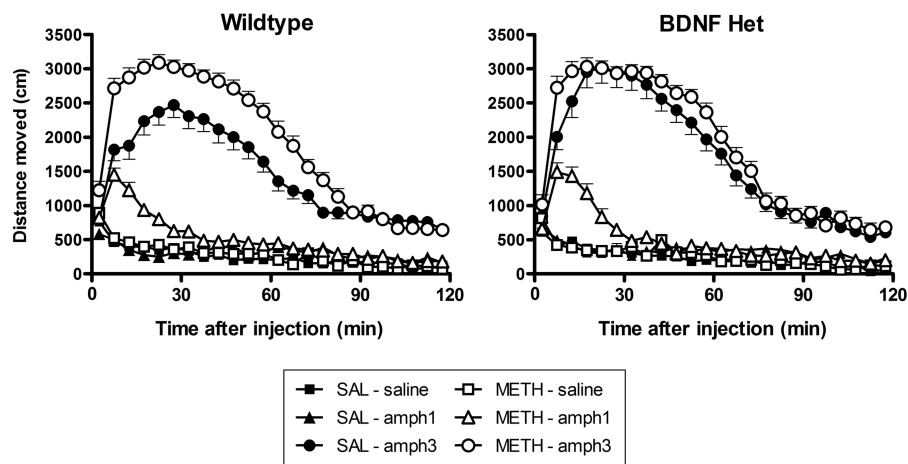 Wildtype
BDNF Het
3500
3000
2500
2000
1500
1000
500
0
Distance moved (cm)
0 30 60 90 120
Time after injection (min)
3500
3000
2500
2000
1500
1000
500
0
0 30 60 90 120
Time after injection (min)
SAL - saline METH - saline
SAL - amph1 METH - amph1
SAL - amph3 METH - amph3